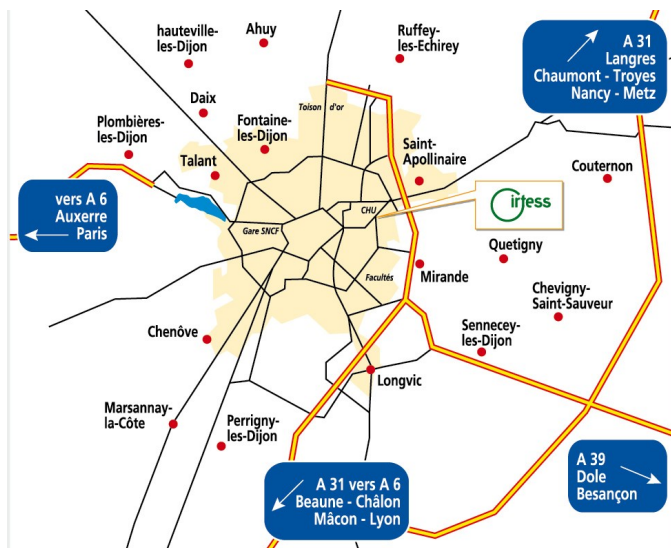 hauteville-
les-Dijon
Ahuy
Ruffey-
les-Echirey
A 31
Langres
Chaumont - Troyes
Nancy - Metz
Daix
Toison d'or
Plombières-
les-Dijon
Fontaine-
les-Dijon
Talant
Saint-
Apollinaire
Couternon
vers A 6
Auxerre
Paris
CHU
irtess
Gare SNCF
Quetigny
Facultés
Mirande
Chevigny-
Saint-Sauveur
Chenôve
Sennecey-
les-Dijon
Longvic
Marsannay-
la-Côte
Perrigny-
les-Dijon
A 31 vers A 6
Beaune - Châlon
Mâcon - Lyon
A 39
Dole
Besançon